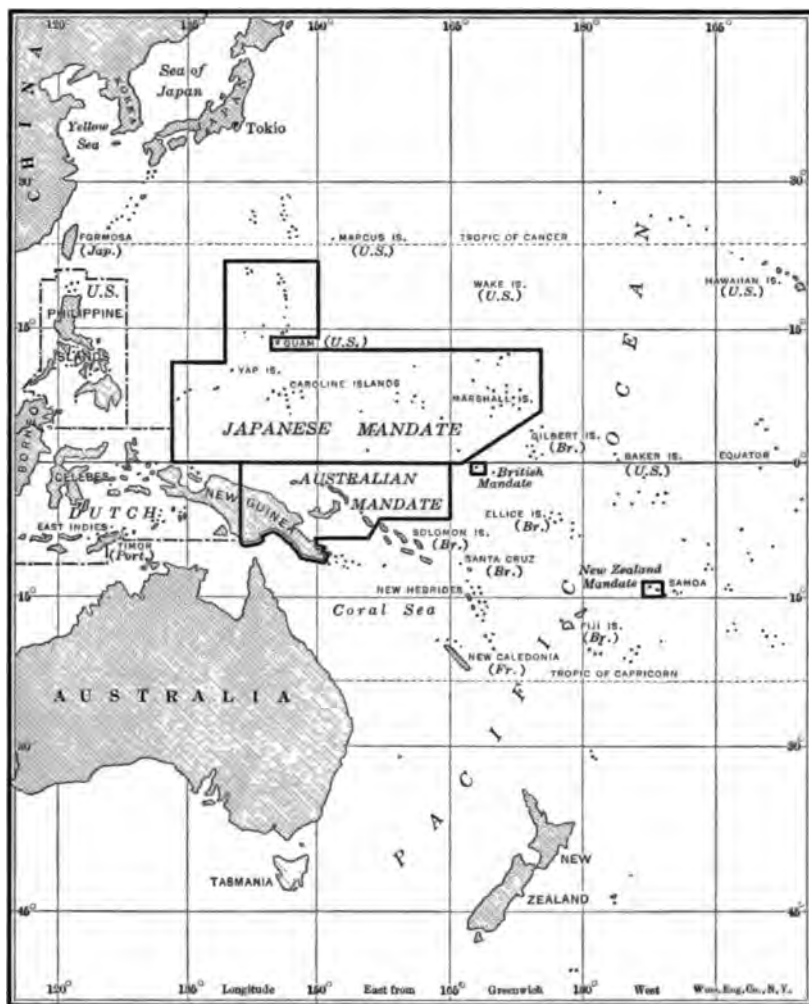 120° 135° 150° 165° 180° 165°
CHINA
KOREA
Sea of
Japan
JAPAN
Tokio
Yellow
Sea
30° 30°
FORMOSA
(Jap.)
MARCUS IS.
(U.S.)
TROPIC OF CANCER
U.S.
PHILIPPINE
ISLANDS
WAKE IS.
(U.S.)
HAWAIIAN IS.
(U.S.)
15° 15°
GUAM (U.S.)
YAP IS.
CAROLINE ISLANDS
MARSHALL IS.
JAPANESE MANDATE
GILBERT IS.
(Br.)
BORNEO
CELEBES
BAKER IS.
(U.S.)
EQUATOR
0° 0°
British
Mandate
AUSTRALIAN
MANDATE
NEW GUINEA
DUTCH
EAST INDIES
TIMOR
(Port.)
SOLOMON IS.
(Br.)
ELLICE IS.
(Br.)
SANTA CRUZ
(Br.)
New Zealand
Mandate
SAMOA
NEW HEBRIDES
15° 15°
Coral Sea
FIJI IS.
(Br.)
NEW CALEDONIA
(Fr.)
TROPIC OF CAPRICORN
AUSTRALIA
PACIFIC OCEAN
30° 30°
TASMANIA
NEW
ZEALAND
45° 45°
120° 135° Longitude 150° East from 165° Greenwich 180° West Wms. Eng. Co., N.Y.